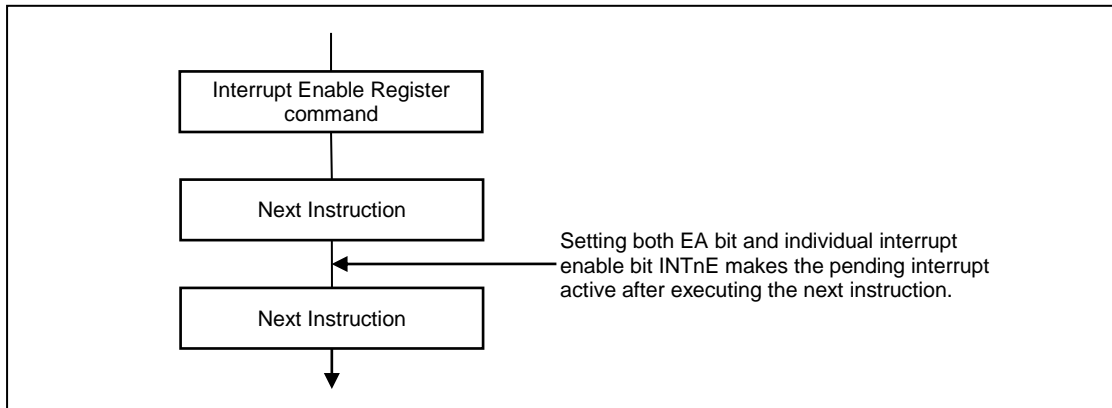 Interrupt Enable Register
command
Next Instruction
Setting both EA bit and individual interrupt
enable bit INTnE makes the pending interrupt
active after executing the next instruction.
Next Instruction